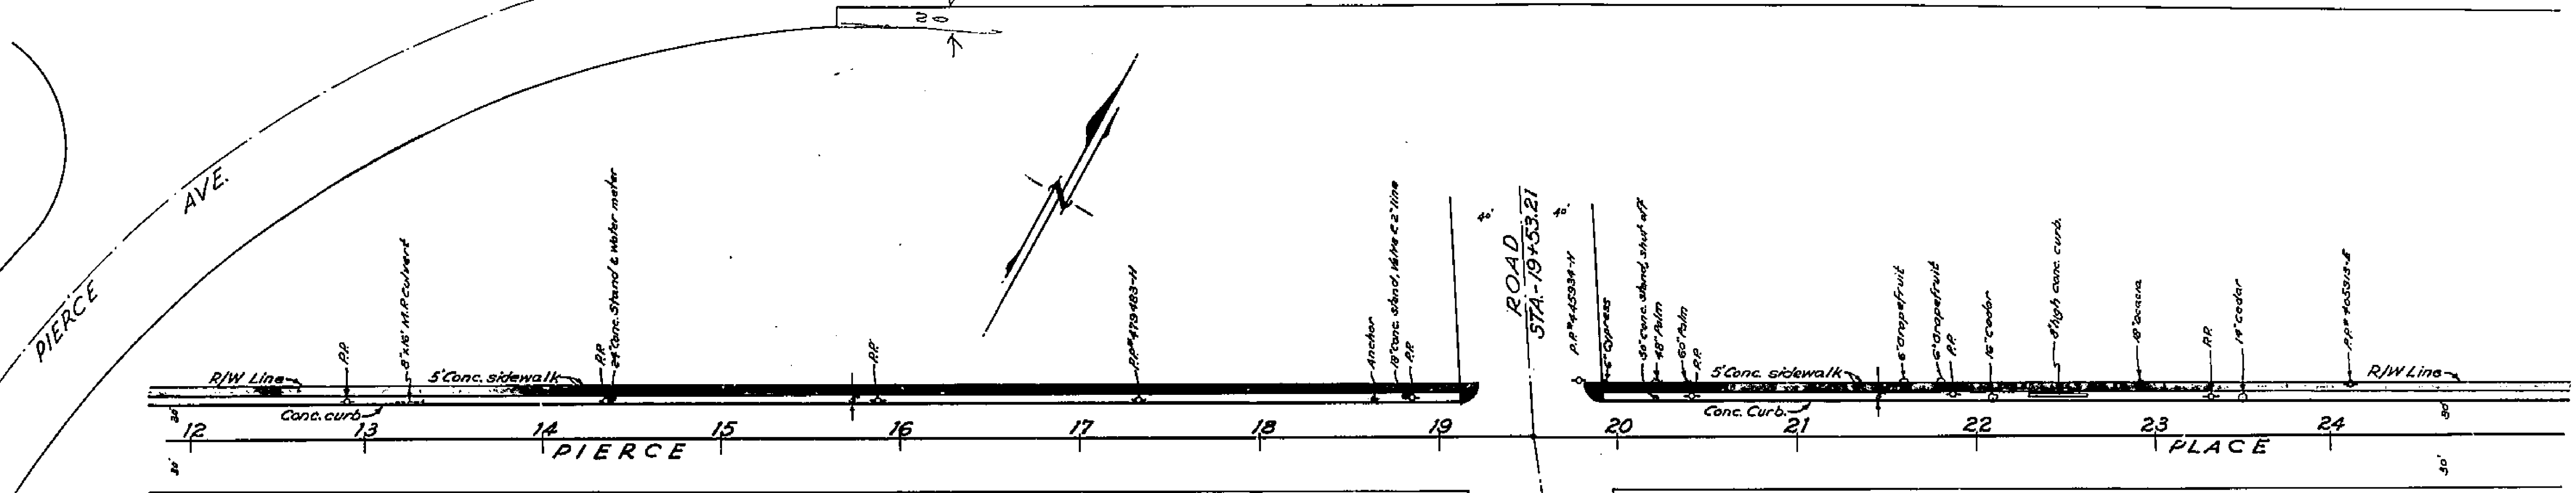 20
PIERCE AVE.
N
P.P.
8"x16' M.P. Culvert
P.P.
24" Conc. Stand & water meter
P.P.
P.P.#479483-H
Anchor
18" Conc. stand, Valve & 2" line
P.P.
40'
ROAD
STA.-19+53.21
40'
P.P.#445934-H
6" Cypress
30" conc. stand, shut off
48" Palm
60" Palm
P.P.
6" Grapefruit
6" Grapefruit
P.P.
16" Cedar
8" high conc. curb.
18" acacia
P.P.
14" cedar
P.P.#405913-E
R/W Line
5' Conc. sidewalk
5' Conc. sidewalk
R/W Line
Conc. curb
Conc. Curb.
30'
30'
12 13 14 15 16 17 18 19 20 21 22 23 24
PIERCE PLACE
30'
30'